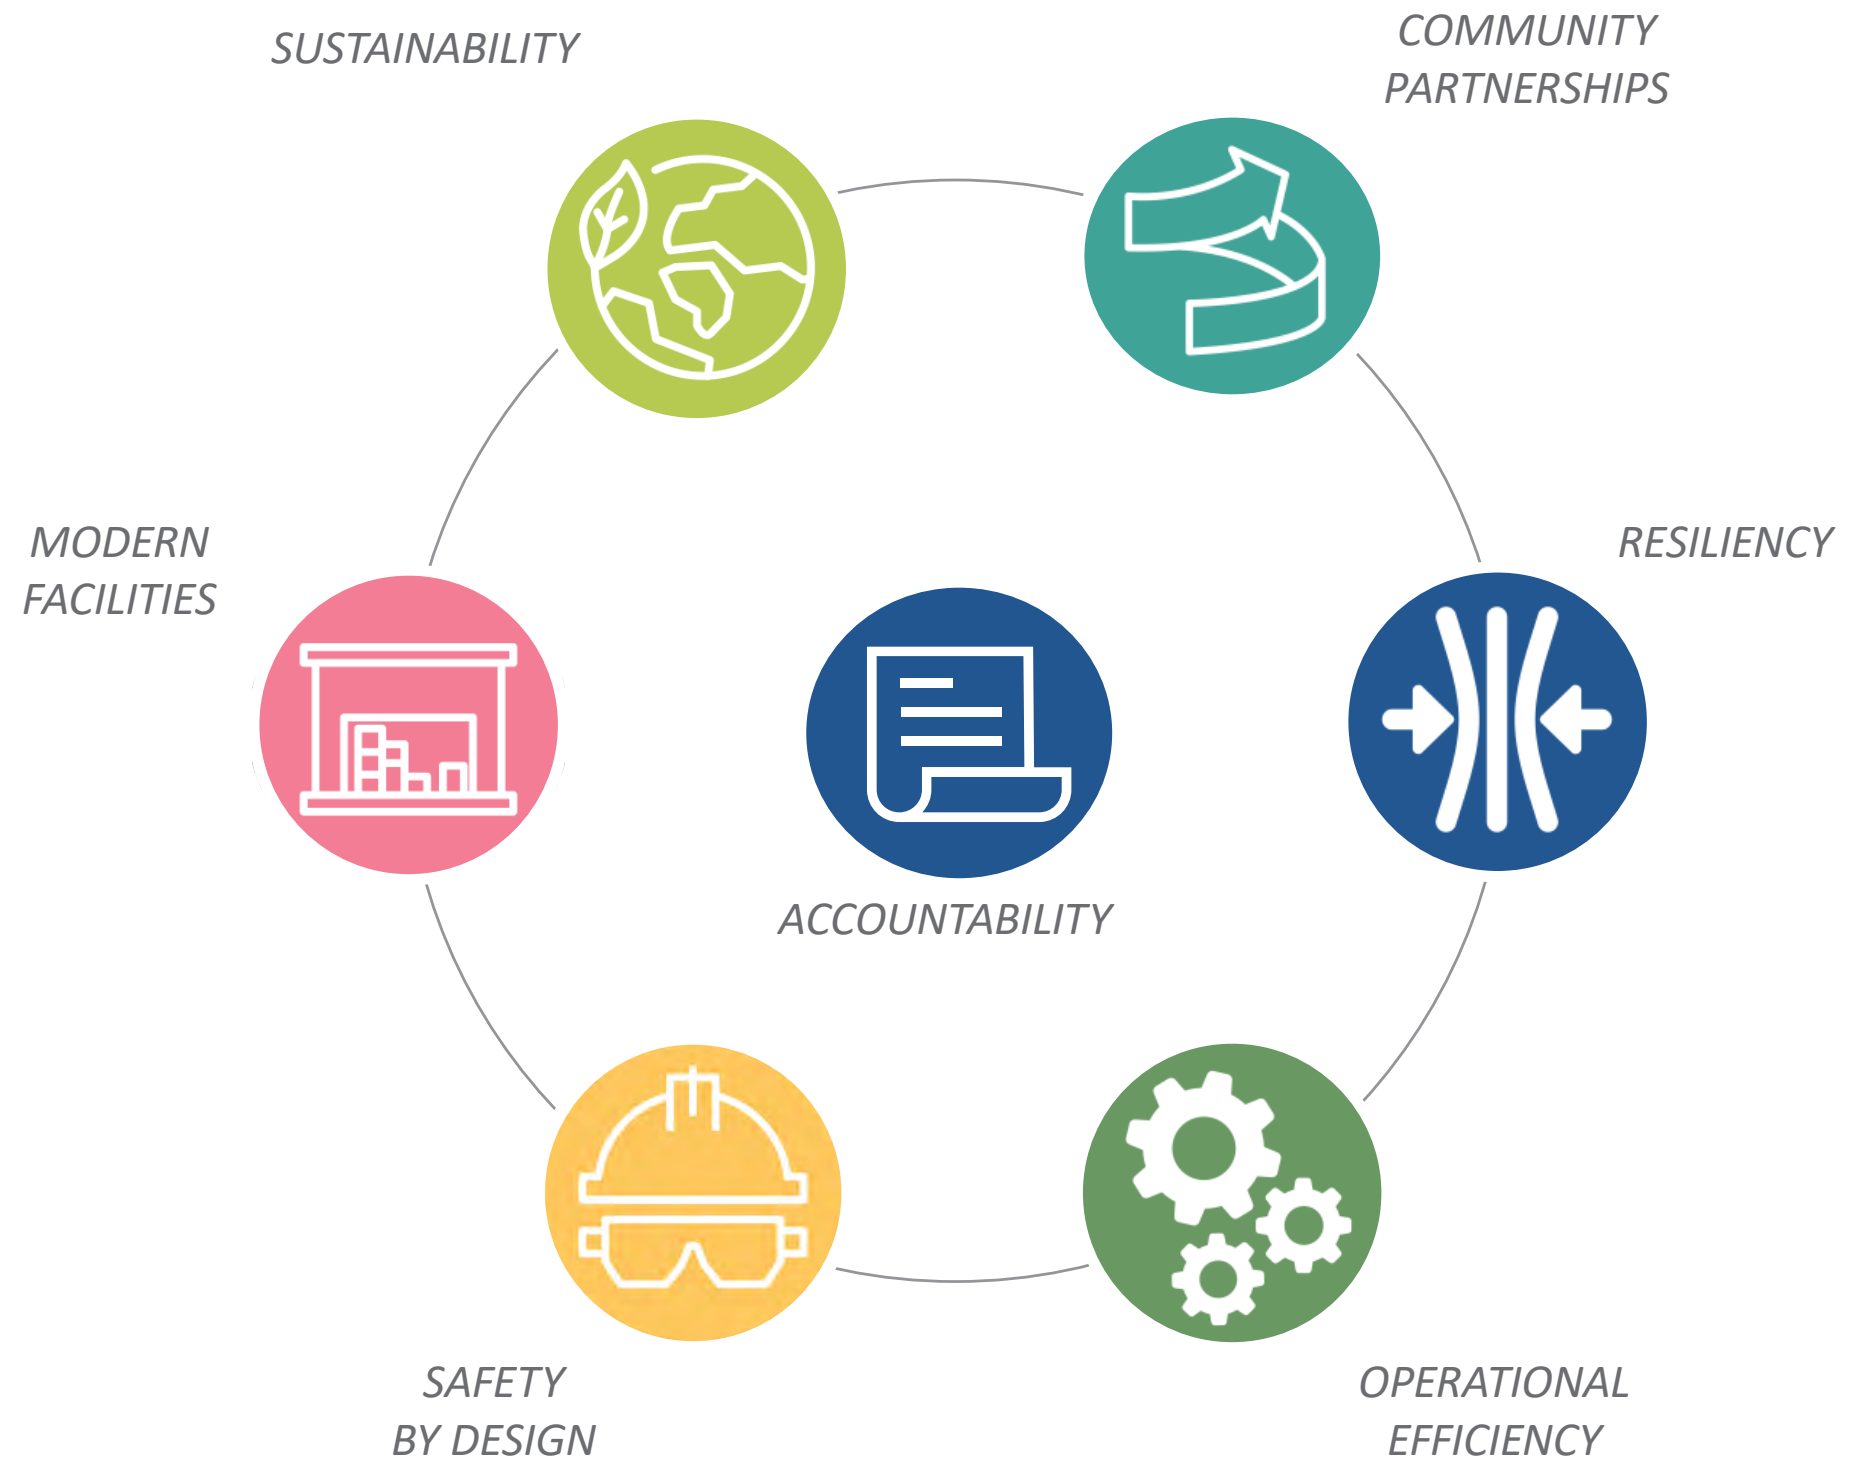 SUSTAINABILITY
COMMUNITY
PARTNERSHIPS
MODERN
FACILITIES
RESILIENCY
ACCOUNTABILITY
SAFETY
BY DESIGN
OPERATIONAL
EFFICIENCY